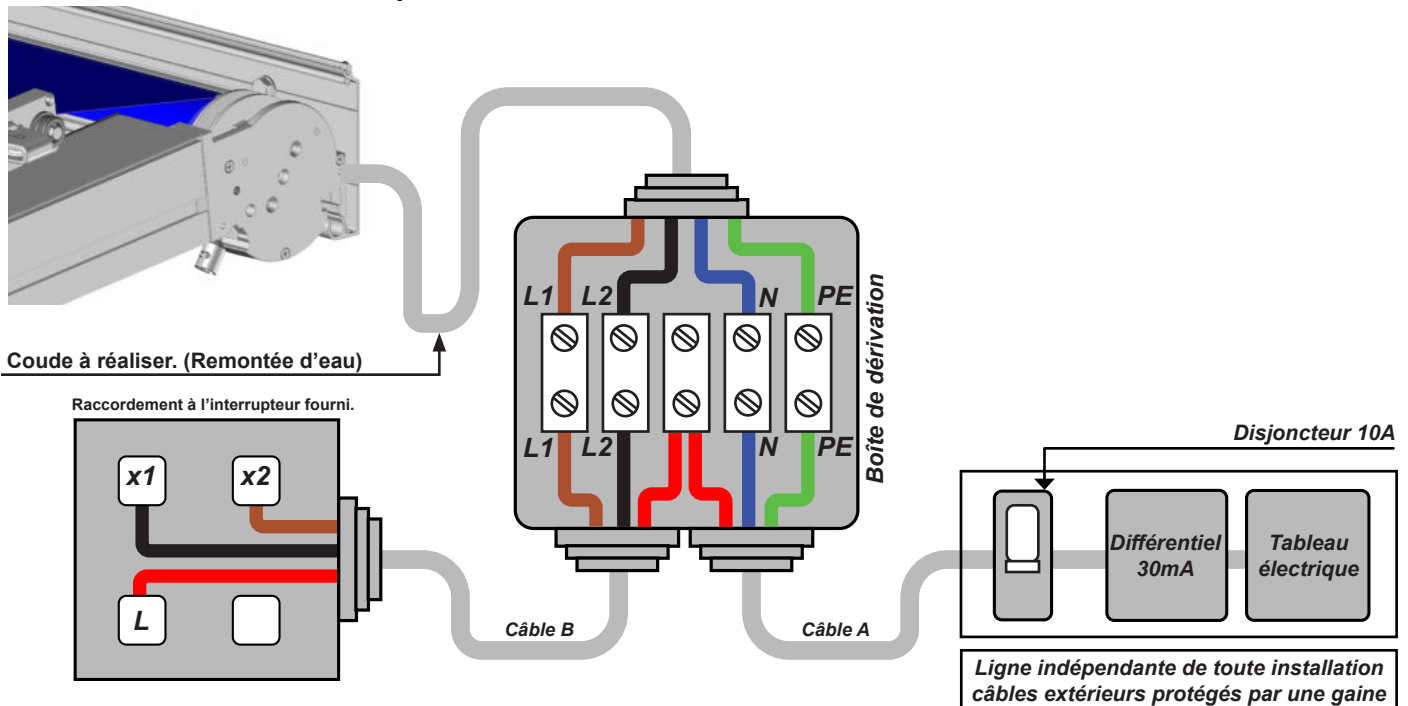 L1 L2 N PE
Boîte de dérivation
Coude à réaliser. (Remontée d'eau)
Raccordement à l'interrupteur fourni.
L1 L2 N PE
Disjoncteur 10A
x1 x2
L
Différentiel
30mA
Tableau
électrique
Câble B
Câble A
Ligne indépendante de toute installation
câbles extérieurs protégés par une gaine